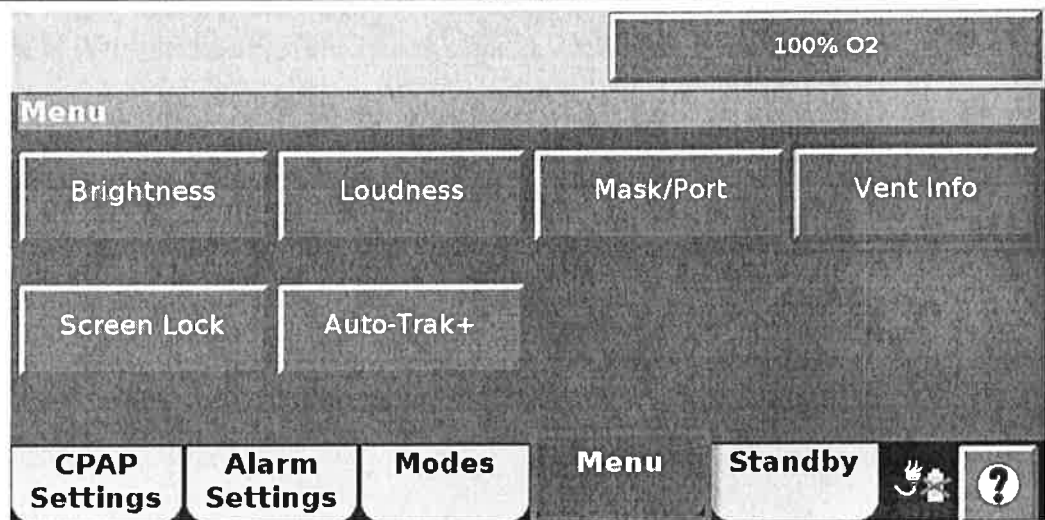 100% O2
Menu
Brightness Loudness Mask/Port Vent Info
Screen Lock Auto-Trak+
CPAP Alarm Modes Menu Standby
Settings Settings
?